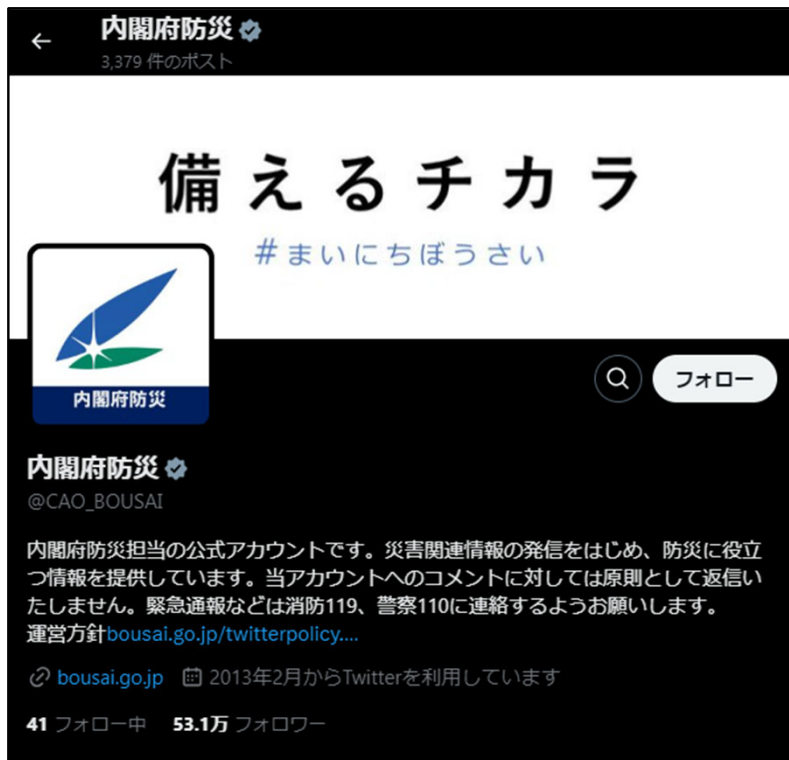 内閣府防災
3,379 件のポスト
備えるチカラ
#まいにちぼうさい
内閣府防災
フォロー
内閣府防災
@CAO_BOUSAI
内閣府防災担当の公式アカウントです。災害関連情報の発信をはじめ、防災に役立
つ情報を提供しています。当アカウントへのコメントに対しては原則として返信い
たしません。緊急通報などは消防119、警察110に連絡するようお願いします。
運営方針bousai.go.jp/twitterpolicy....
bousai.go.jp 2013年2月からTwitterを利用しています
41 フォロー中 53.1万 フォロワー